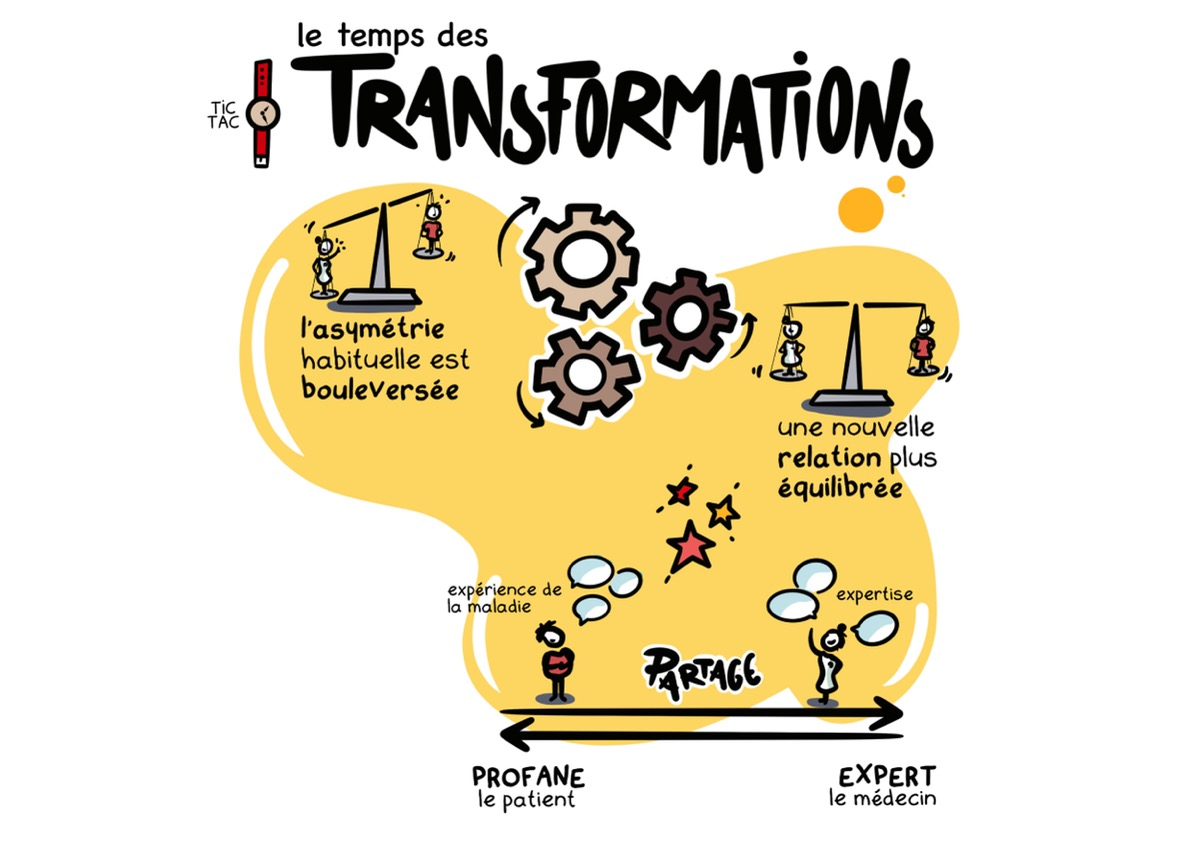 le temps des
TRANSFORMATIONS
TIC
TAC
l'asymétrie
habituelle est
bouleversée
une nouvelle
relation plus
équilibrée
expérience de
la maladie
expertise
PARTAGE
PROFANE
le patient
EXPERT
le médecin